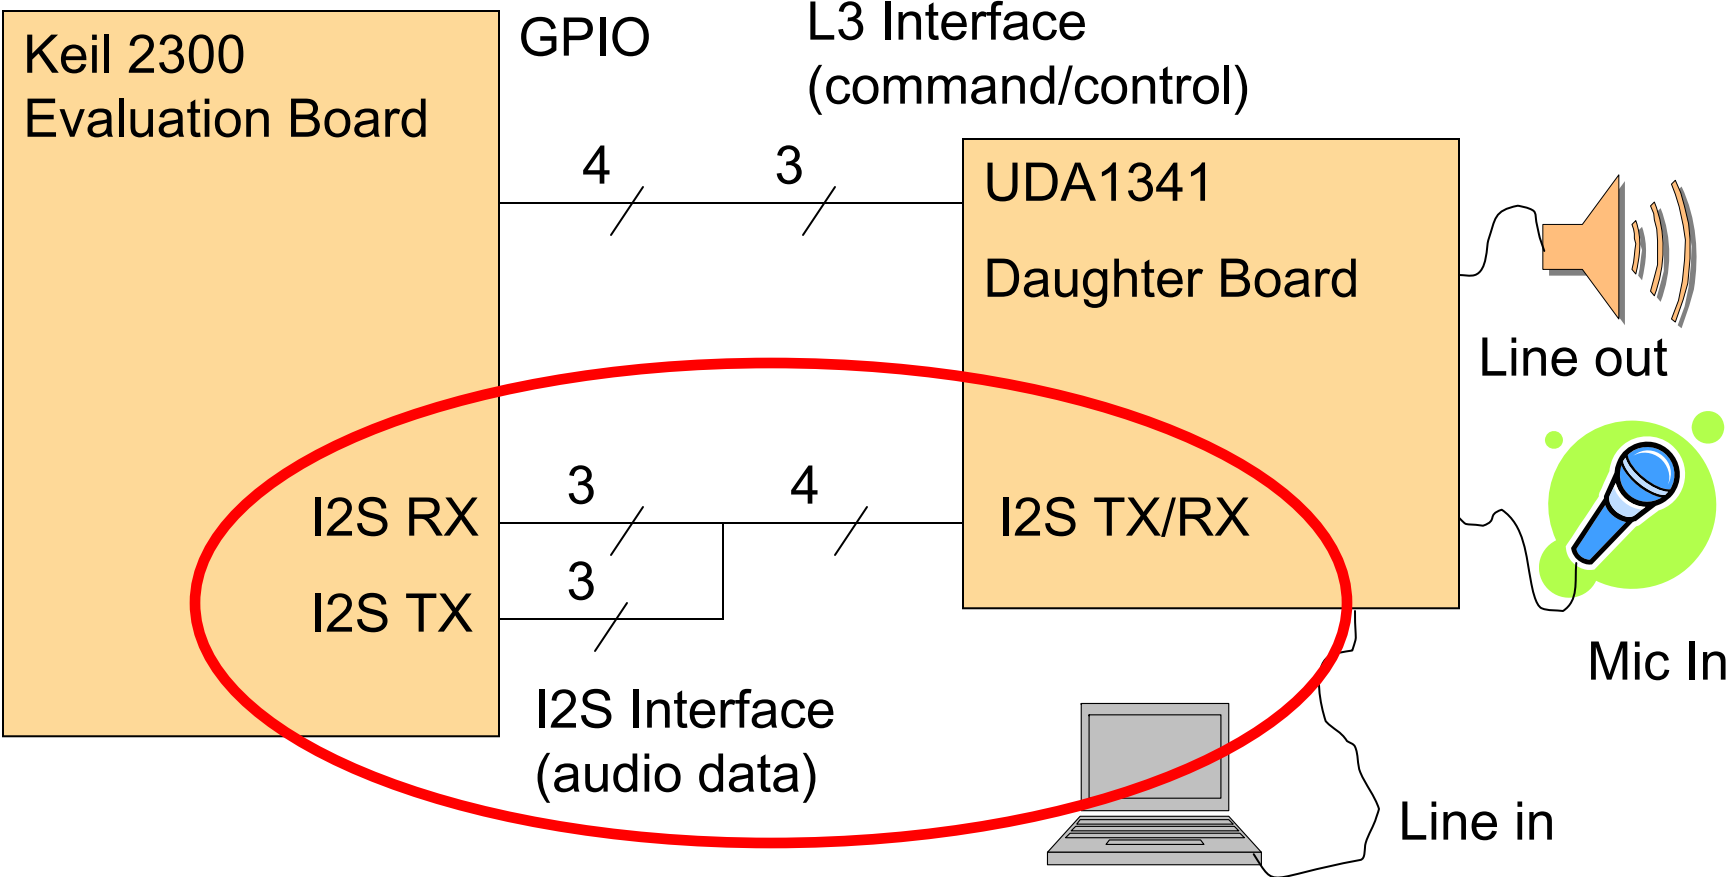 Keil 2300
Evaluation Board
GPIO
L3 Interface
(command/control)
4
3
UDA1341
Daughter Board
Line out
I2S RX
3
4
I2S TX/RX
I2S TX
3
Mic In
I2S Interface
(audio data)
Line in